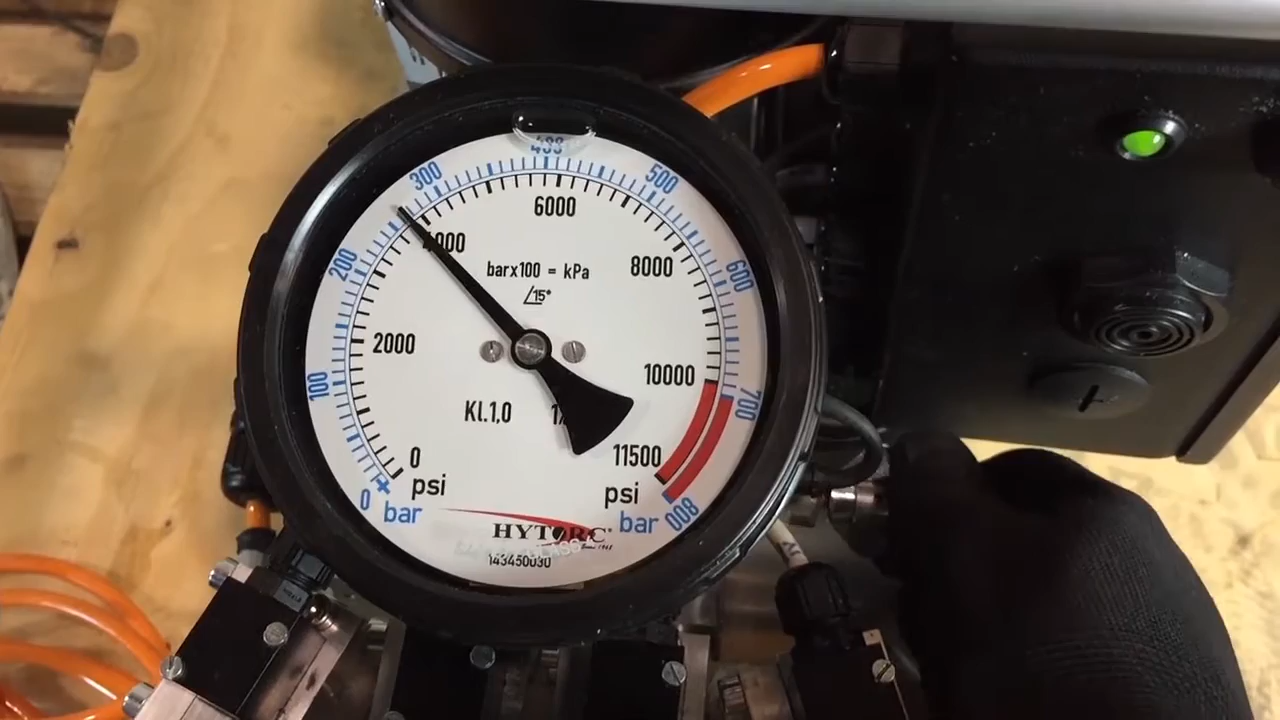 300
400
500
6000
4000
200
barx100 = kPa
8000
600
∠15°
2000
10000
100
700
Kl.1,0
0
11500
psi
psi
0
bar
bar
800
HYTORC
143450030